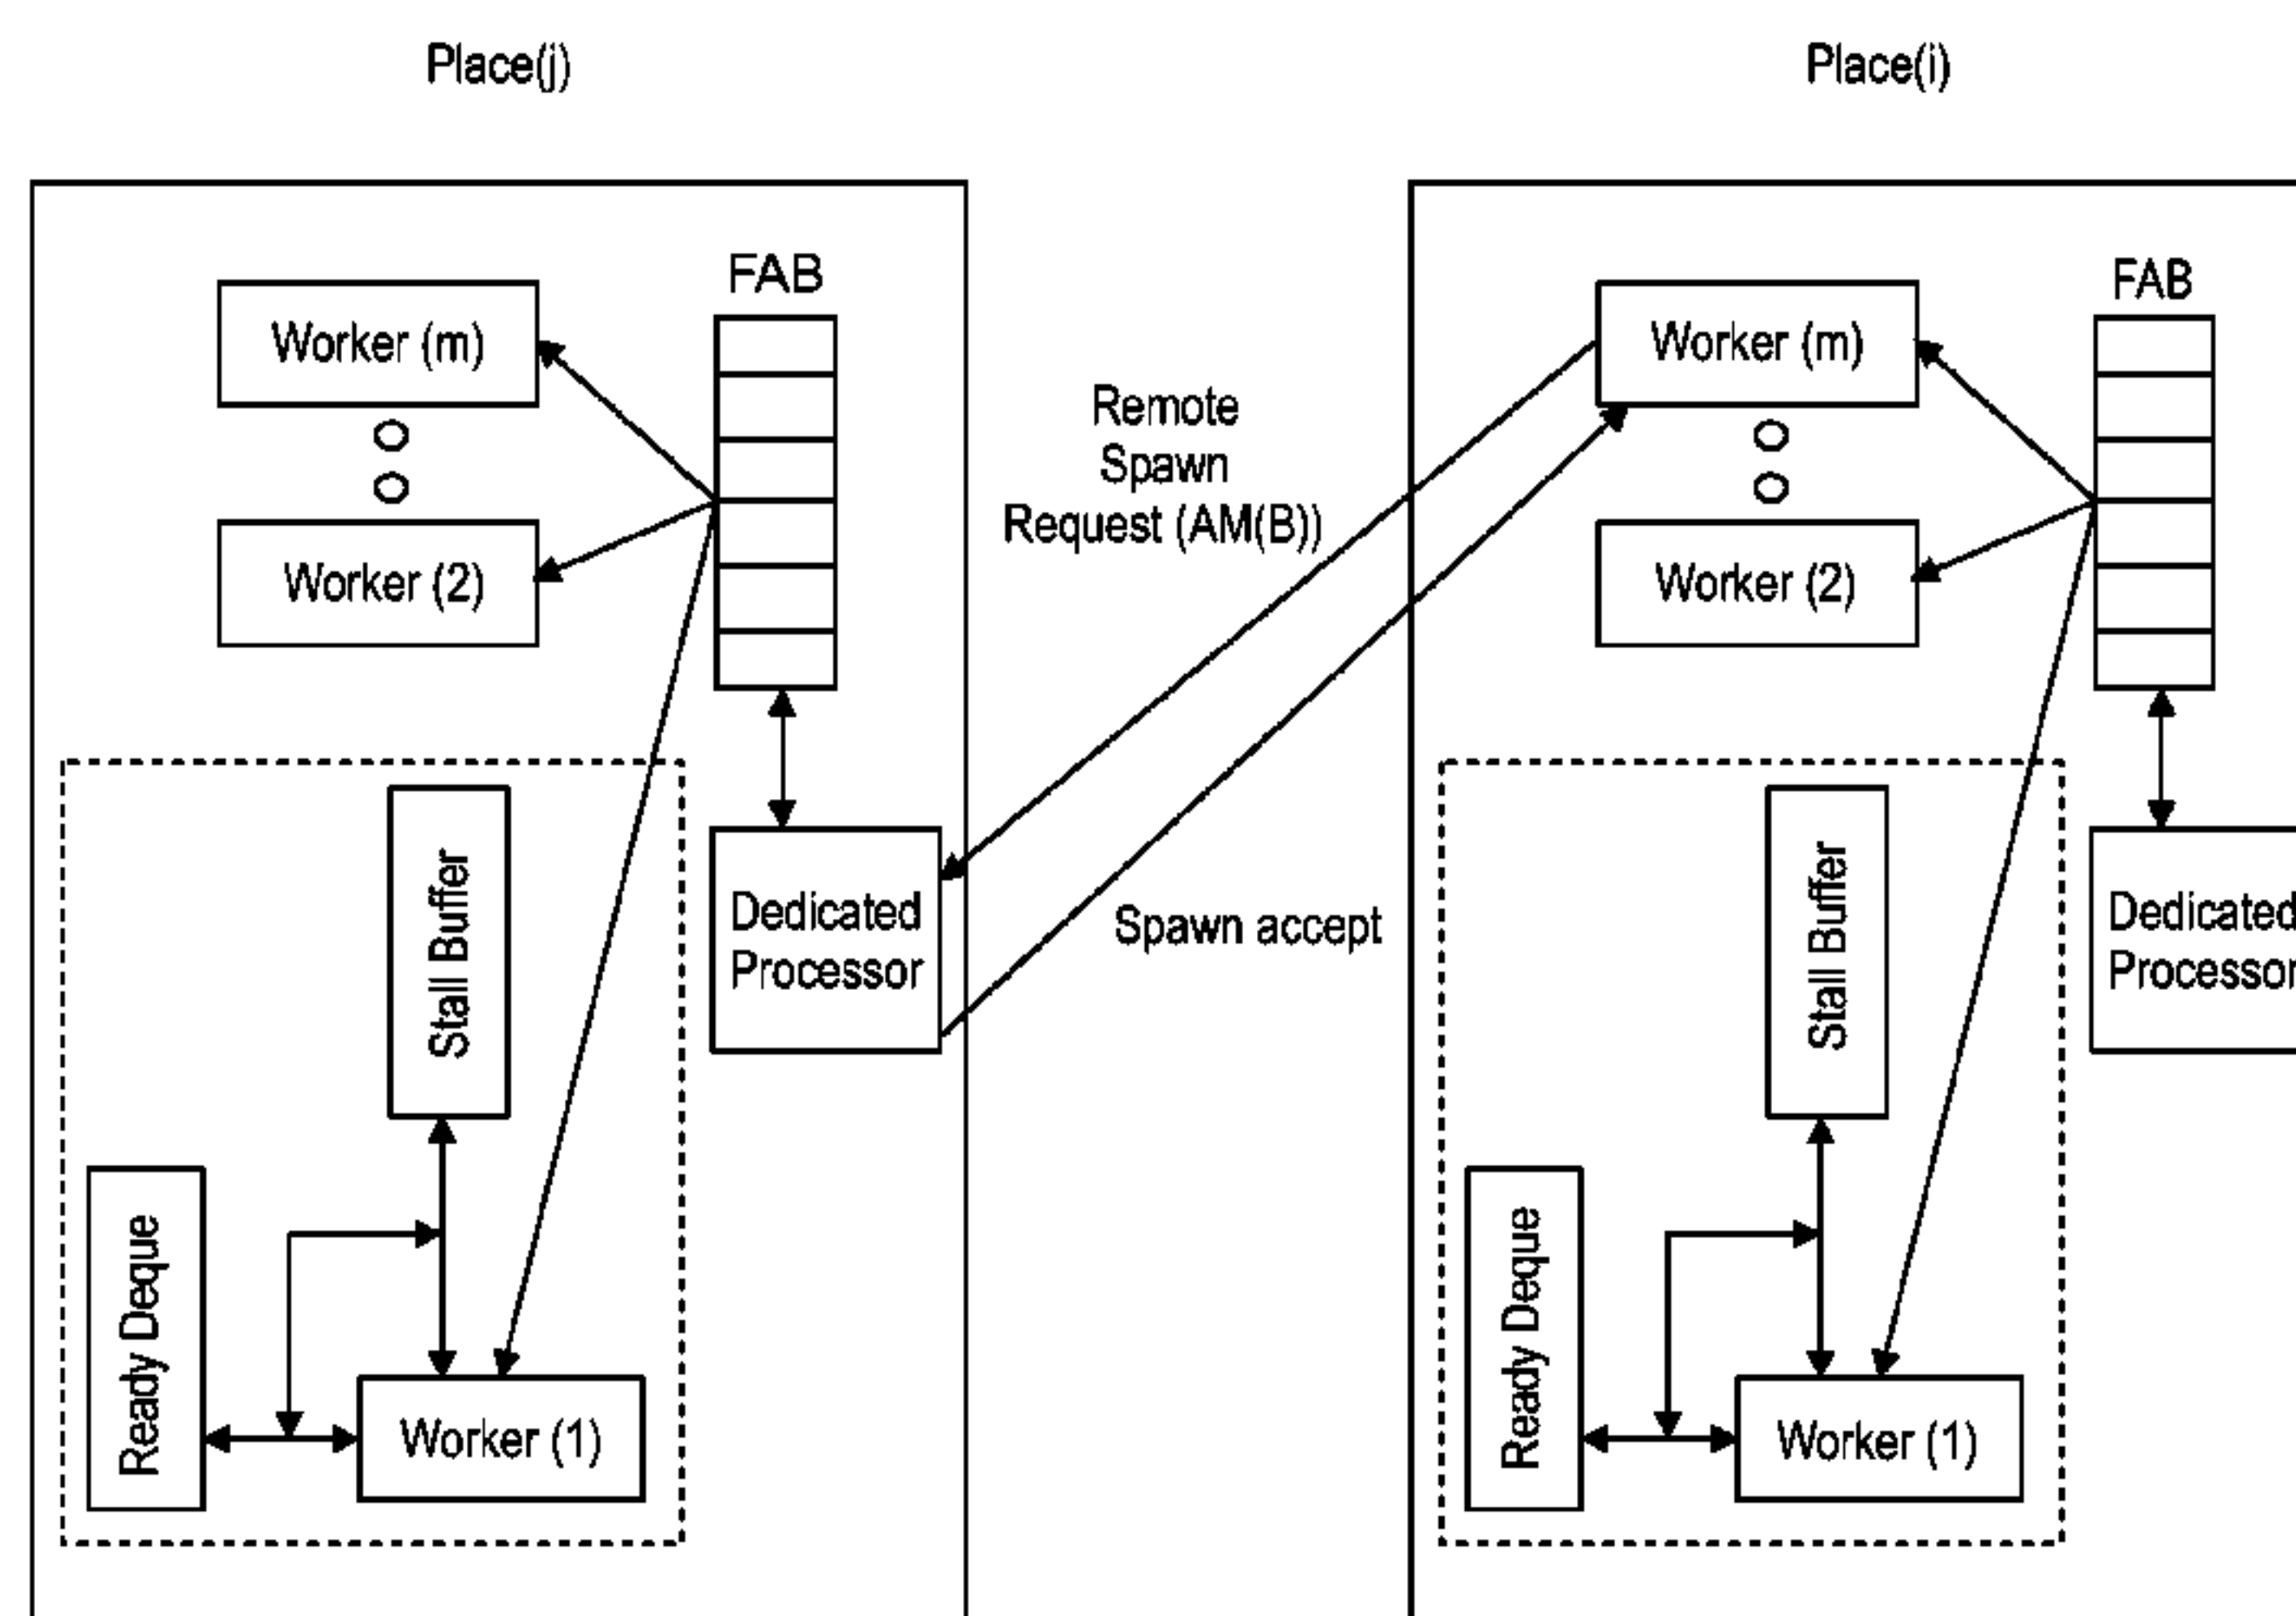 Place(j)
Place(i)
FAB
Worker (m)
Worker (2)
Stall Buffer
Dedicated
Processor
Ready Deque
Worker (1)
Remote
Spawn
Request (AM(B))
Spawn accept
FAB
Worker (m)
Worker (2)
Stall Buffer
Dedicated
Processor
Ready Deque
Worker (1)